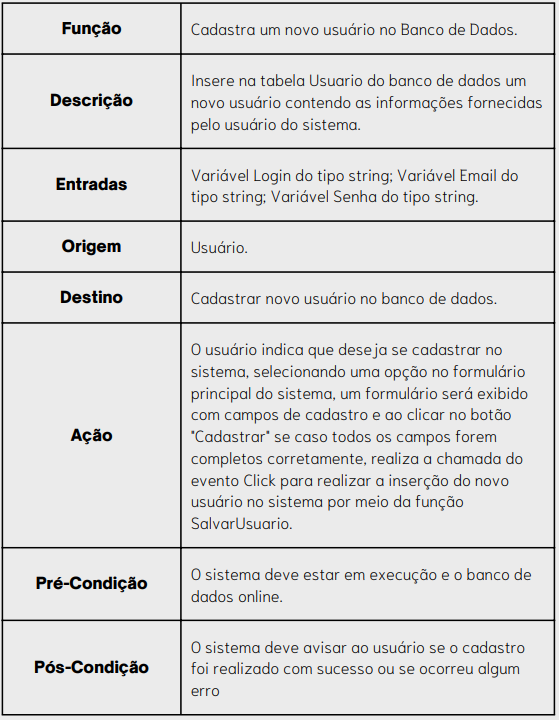 Função
Cadastra um novo usuário no Banco de Dados.
Descrição
Insere na tabela Usuario do banco de dados um
novo usuário contendo as informações fornecidas
pelo usuário do sistema.
Entradas
Variável Login do tipo string; Variável Email do
tipo string; Variável Senha do tipo string.
Origem
Usuário.
Destino
Cadastrar novo usuário no banco de dados.
Ação
O usuário indica que deseja se cadastrar no
sistema, selecionando uma opção no formulário
principal do sistema, um formulário será exibido
com campos de cadastro e ao clicar no botão
"Cadastrar" se caso todos os campos forem
completos corretamente, realiza a chamada do
evento Click para realizar a inserção do novo
usuário no sistema por meio da função
SalvarUsuario.
Pré-Condição
O sistema deve estar em execução e o banco de
dados online.
Pós-Condição
O sistema deve avisar ao usuário se o cadastro
foi realizado com sucesso ou se ocorreu algum
erro